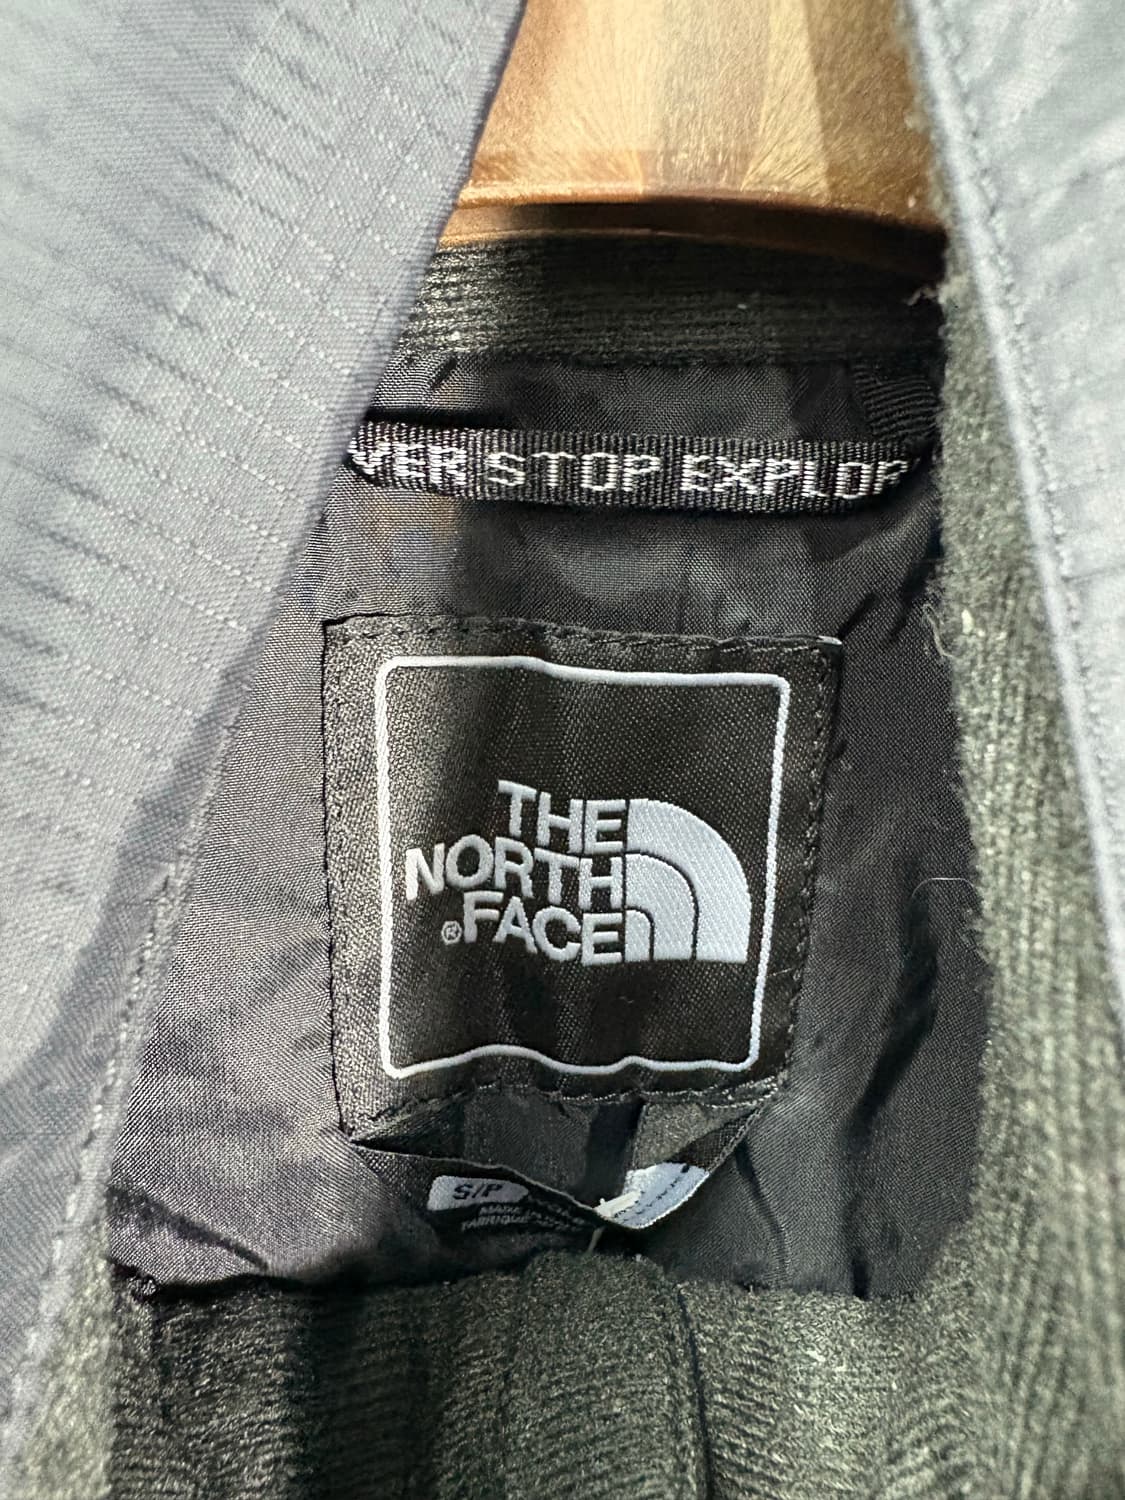 VER STOP EXPLOR
THE
NORTH
®FACE
S/P